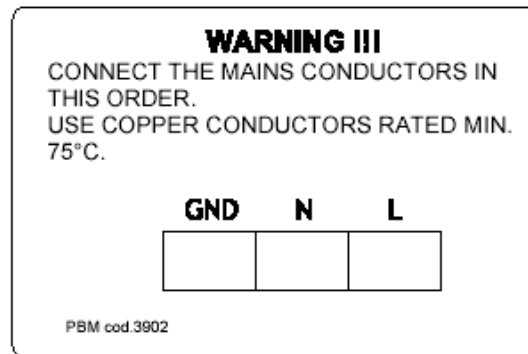 WARNING !!!
CONNECT THE MAINS CONDUCTORS IN
THIS ORDER.
USE COPPER CONDUCTORS RATED MIN.
75°C.
GND N L
PBM cod.3902